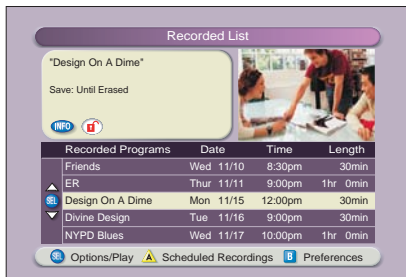 Recorded List
"Design On A Dime"
Save: Until Erased
INFO
Recorded Programs Date Time Length
Friends Wed 11/10 8:30pm 30min
ER Thur 11/11 9:00pm 1hr 0min
SEL Design On A Dime Mon 11/15 12:00pm 30min
Divine Design Tue 11/16 9:00pm 30min
NYPD Blues Wed 11/17 10:00pm 1hr 0min
SEL Options/Play A Scheduled Recordings B Preferences